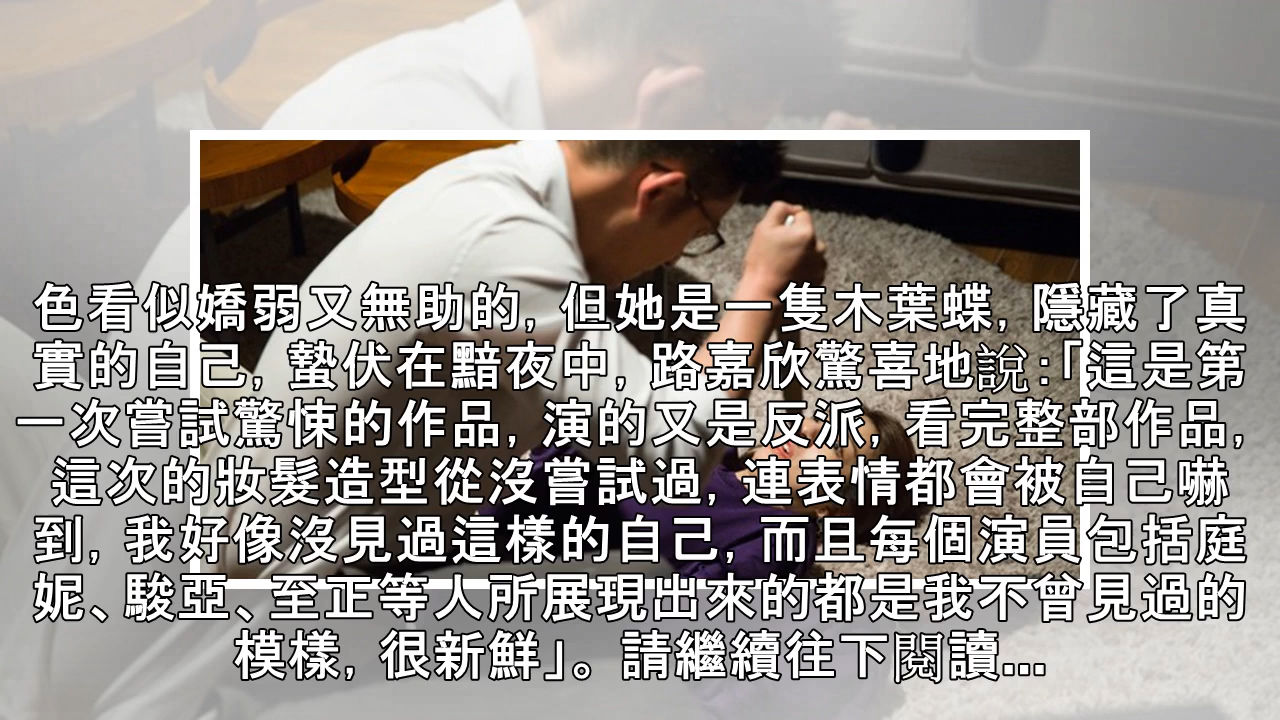 色看似嬌弱又無助的, 但她是一隻木葉蝶, 隱藏了真
實的自己, 蟄伏在黯夜中, 路嘉欣驚喜地說:「這是第
一次嘗試驚悚的作品, 演的又是反派, 看完整部作品,
這次的妝髮造型從沒嘗試過, 連表情都會被自己嚇
到, 我好像沒見過這樣的自己, 而且每個演員包括庭
妮、駿亞、至正等人所展現出來的都是我不曾見過的
模樣, 很新鮮」。請繼續往下閱讀...